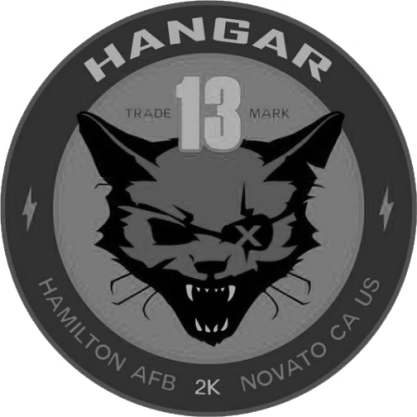 HANGAR
13
TRADE MARK
HAMILTON AFB 2K NOVATO CA US